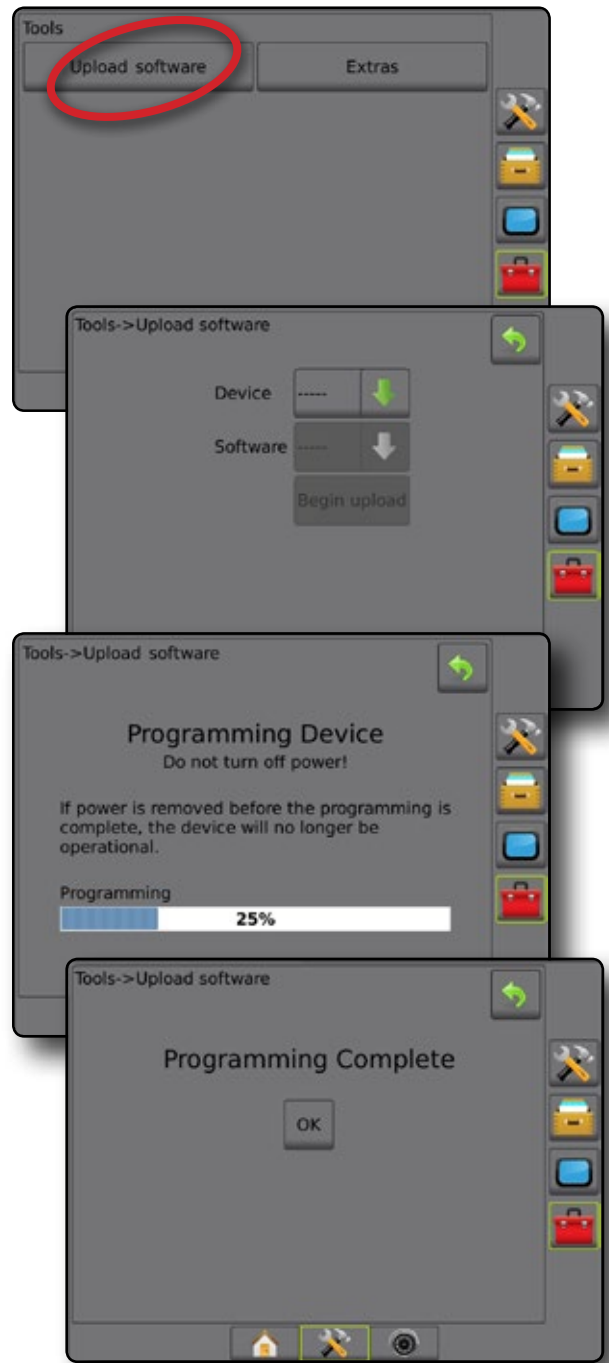 Tools
Upload software
Extras
Tools->Upload software
Device
-----
Software
-----
Begin upload
Tools->Upload software
Programming Device
Do not turn off power!
If power is removed before the programming is
complete, the device will no longer be
operational.
Programming
25%
Tools->Upload software
Programming Complete
OK